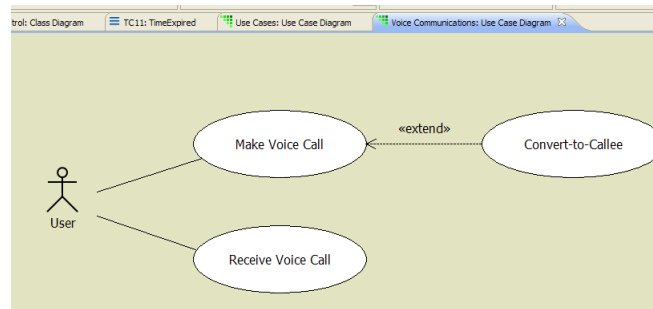 trol: Class Diagram
TC11: TimeExpired
Use Cases: Use Case Diagram
Voice Communications: Use Case Diagram
Make Voice Call
«extend»
Convert-to-Callee
User
Receive Voice Call